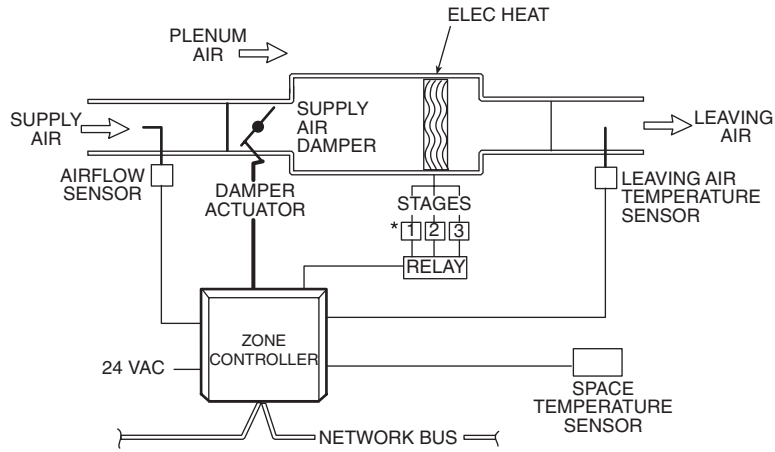 ELEC HEAT
PLENUM
AIR
SUPPLY
AIR
SUPPLY
AIR
DAMPER
LEAVING
AIR
AIRFLOW
SENSOR
DAMPER
ACTUATOR
STAGES
* 1 2 3
RELAY
LEAVING AIR
TEMPERATURE
SENSOR
ZONE
CONTROLLER
24 VAC
SPACE
TEMPERATURE
SENSOR
NETWORK BUS